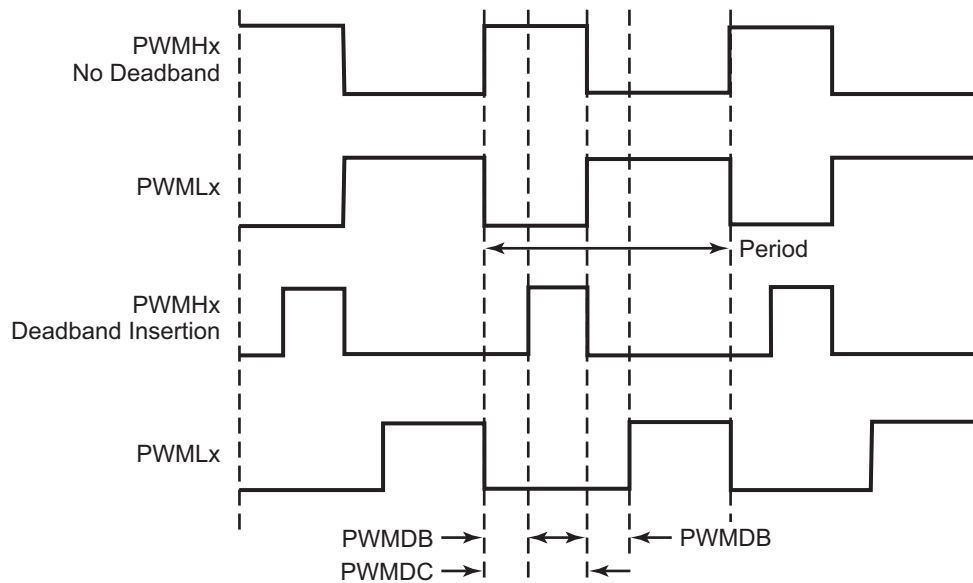 PWMHx
No Deadband
PWMLx
Period
PWMHx
Deadband Insertion
PWMLx
PWMDB
PWMDB
PWMDC